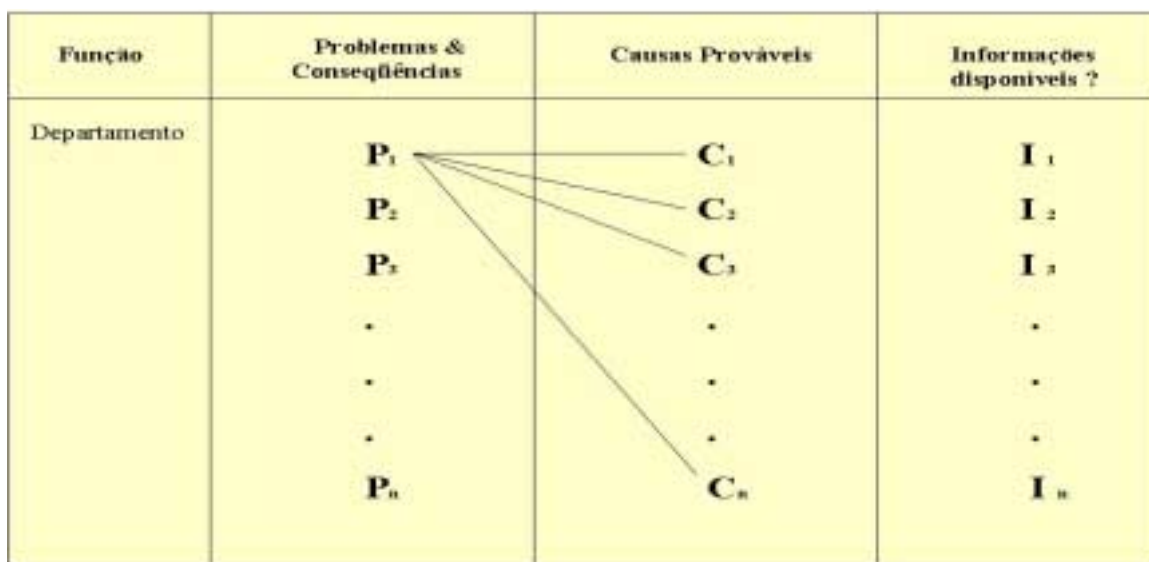 Função
Problemas &
Conseqüências
Causas Prováveis
Informações
disponíveis ?
Departamento
P₁ C₁ I ₁
P₂ C₂ I ₂
P₃ C₃ I ₃
. . .
. . .
. . .
Pₙ Cₙ I ₙ